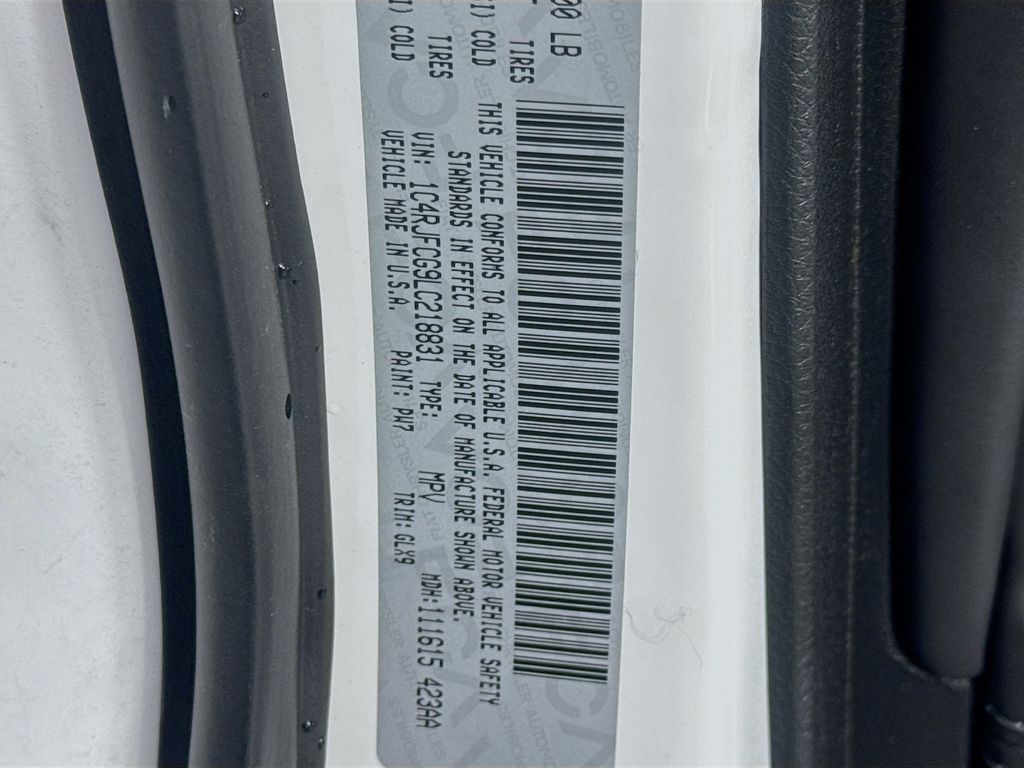 00 LB
TIRES
SI) COLD
TIRES
I) COLD
THIS VEHICLE CONFORMS TO ALL APPLICABLE U.S.A. FEDERAL MOTOR VEHICLE SAFETY
STANDARDS IN EFFECT ON THE DATE OF MANUFACTURE SHOWN ABOVE.
VIN: 1C4RJFCG9LC218831 TYPE: MPV MDH:111615 423AA
VEHICLE MADE IN U.S.A. PAINT: PW7 TRIM:GLX9